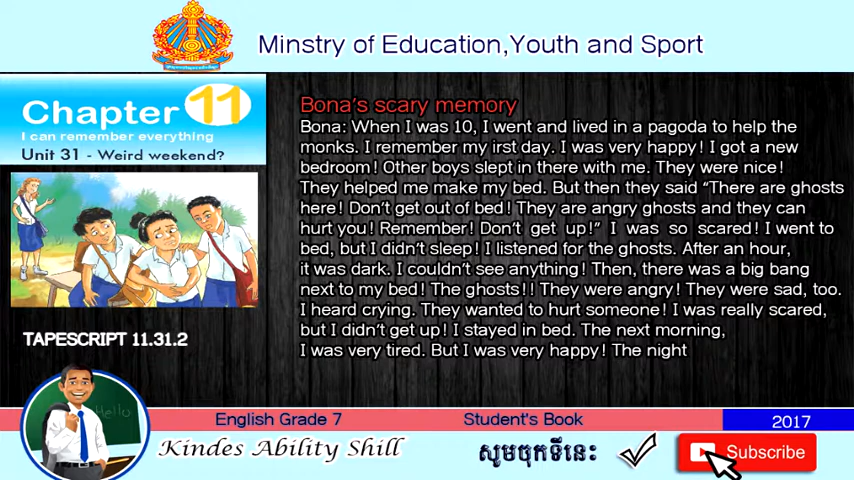 Minstry of Education,Youth and Sport
Chapter 11
I can remember everything
Unit 31 - Weird weekend?
TAPESCRIPT 11.31.2
Bona's scary memory
Bona: When I was 10, I went and lived in a pagoda to help the
monks. I remember my irst day. I was very happy! I got a new
bedroom! Other boys slept in there with me. They were nice!
They helped me make my bed. But then they said "There are ghosts
here! Don't get out of bed! They are angry ghosts and they can
hurt you! Remember! Don't get up!" I was so scared! I went to
bed, but I didn't sleep! I listened for the ghosts. After an hour,
it was dark. I couldn't see anything! Then, there was a big bang
next to my bed! The ghosts!! They were angry! They were sad, too.
I heard crying. They wanted to hurt someone! I was really scared,
but I didn't get up! I stayed in bed. The next morning,
I was very tired. But I was very happy! The night
Hello
English Grade 7
Student's Book
2017
Kindes Ability Shill
សូមចុកទីនេះ
Subscribe